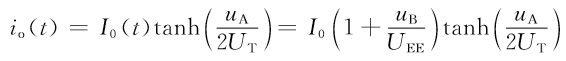 i_o(t) = I_0(t)tanh(u_A/2U_T) = I_0(1 + u_B/U_EE)tanh(u_A/2U_T)